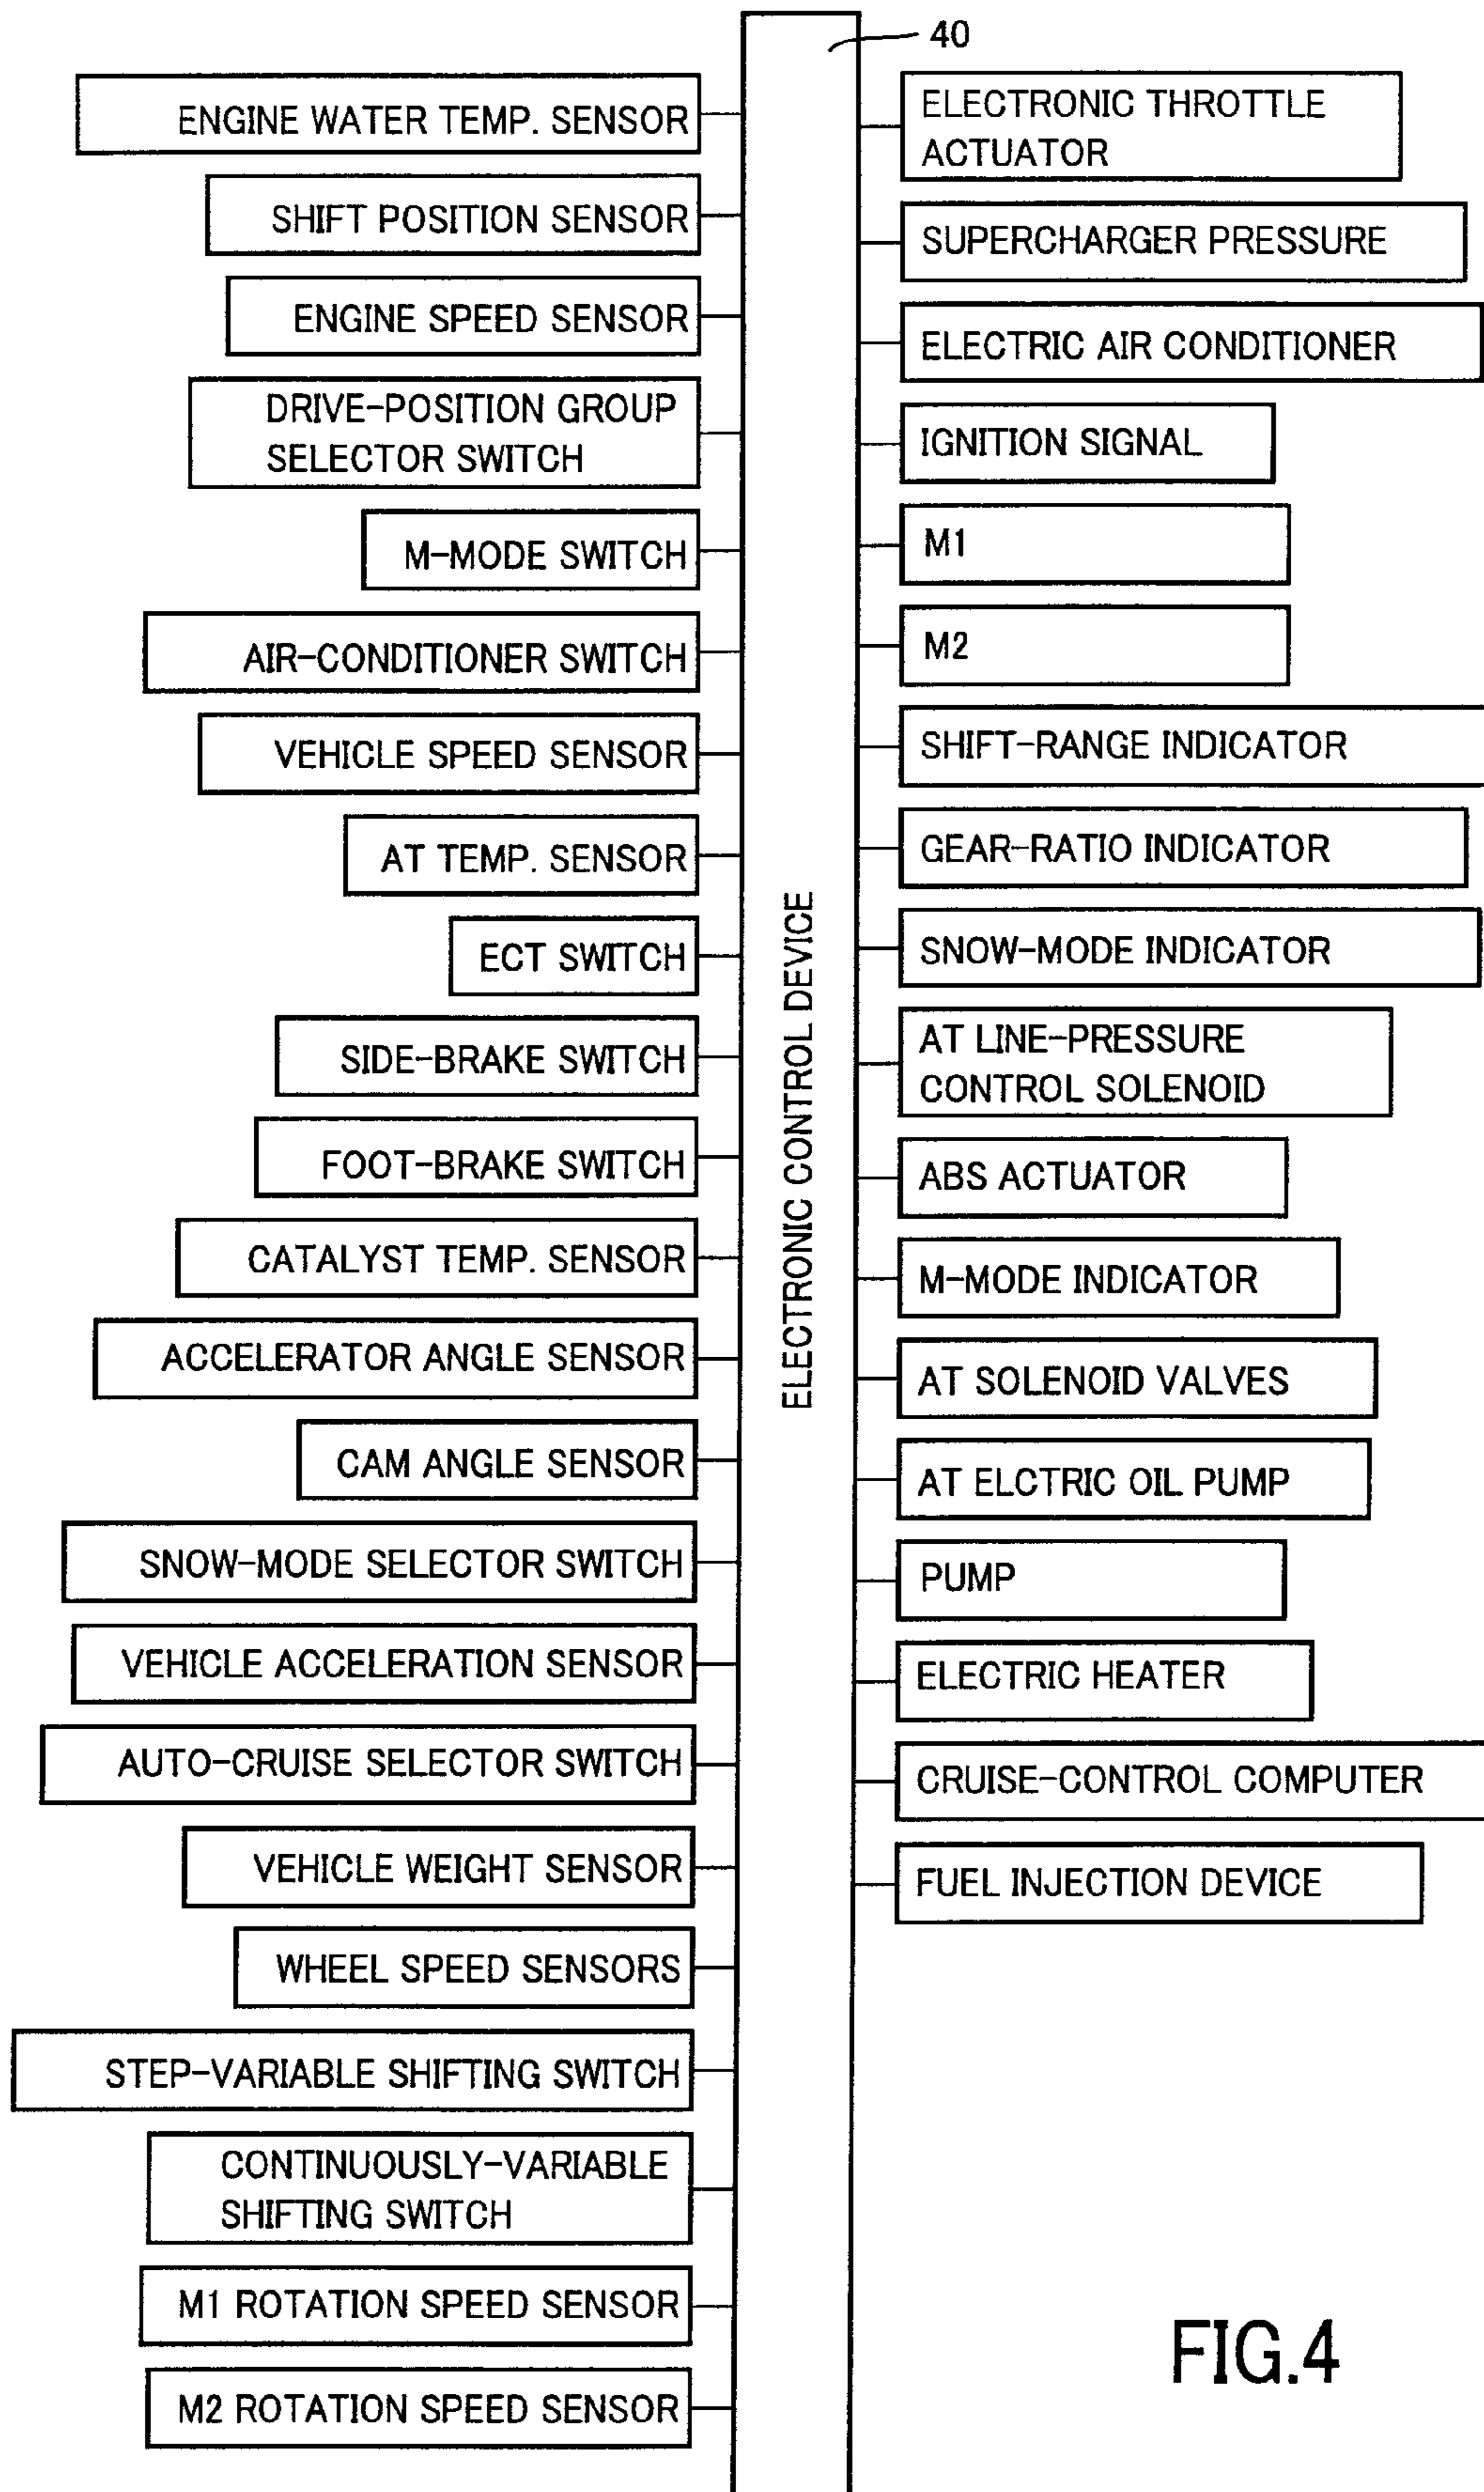 40
ENGINE WATER TEMP. SENSOR
SHIFT POSITION SENSOR
ENGINE SPEED SENSOR
DRIVE-POSITION GROUP
SELECTOR SWITCH
M-MODE SWITCH
AIR-CONDITIONER SWITCH
VEHICLE SPEED SENSOR
AT TEMP. SENSOR
ECT SWITCH
SIDE-BRAKE SWITCH
FOOT-BRAKE SWITCH
CATALYST TEMP. SENSOR
ACCELERATOR ANGLE SENSOR
CAM ANGLE SENSOR
SNOW-MODE SELECTOR SWITCH
VEHICLE ACCELERATION SENSOR
AUTO-CRUISE SELECTOR SWITCH
VEHICLE WEIGHT SENSOR
WHEEL SPEED SENSORS
STEP-VARIABLE SHIFTING SWITCH
CONTINUOUSLY-VARIABLE
SHIFTING SWITCH
M1 ROTATION SPEED SENSOR
M2 ROTATION SPEED SENSOR
ELECTRONIC CONTROL DEVICE
ELECTRONIC THROTTLE
ACTUATOR
SUPERCHARGER PRESSURE
ELECTRIC AIR CONDITIONER
IGNITION SIGNAL
M1
M2
SHIFT-RANGE INDICATOR
GEAR-RATIO INDICATOR
SNOW-MODE INDICATOR
AT LINE-PRESSURE
CONTROL SOLENOID
ABS ACTUATOR
M-MODE INDICATOR
AT SOLENOID VALVES
AT ELCTRIC OIL PUMP
PUMP
ELECTRIC HEATER
CRUISE-CONTROL COMPUTER
FUEL INJECTION DEVICE
FIG.4